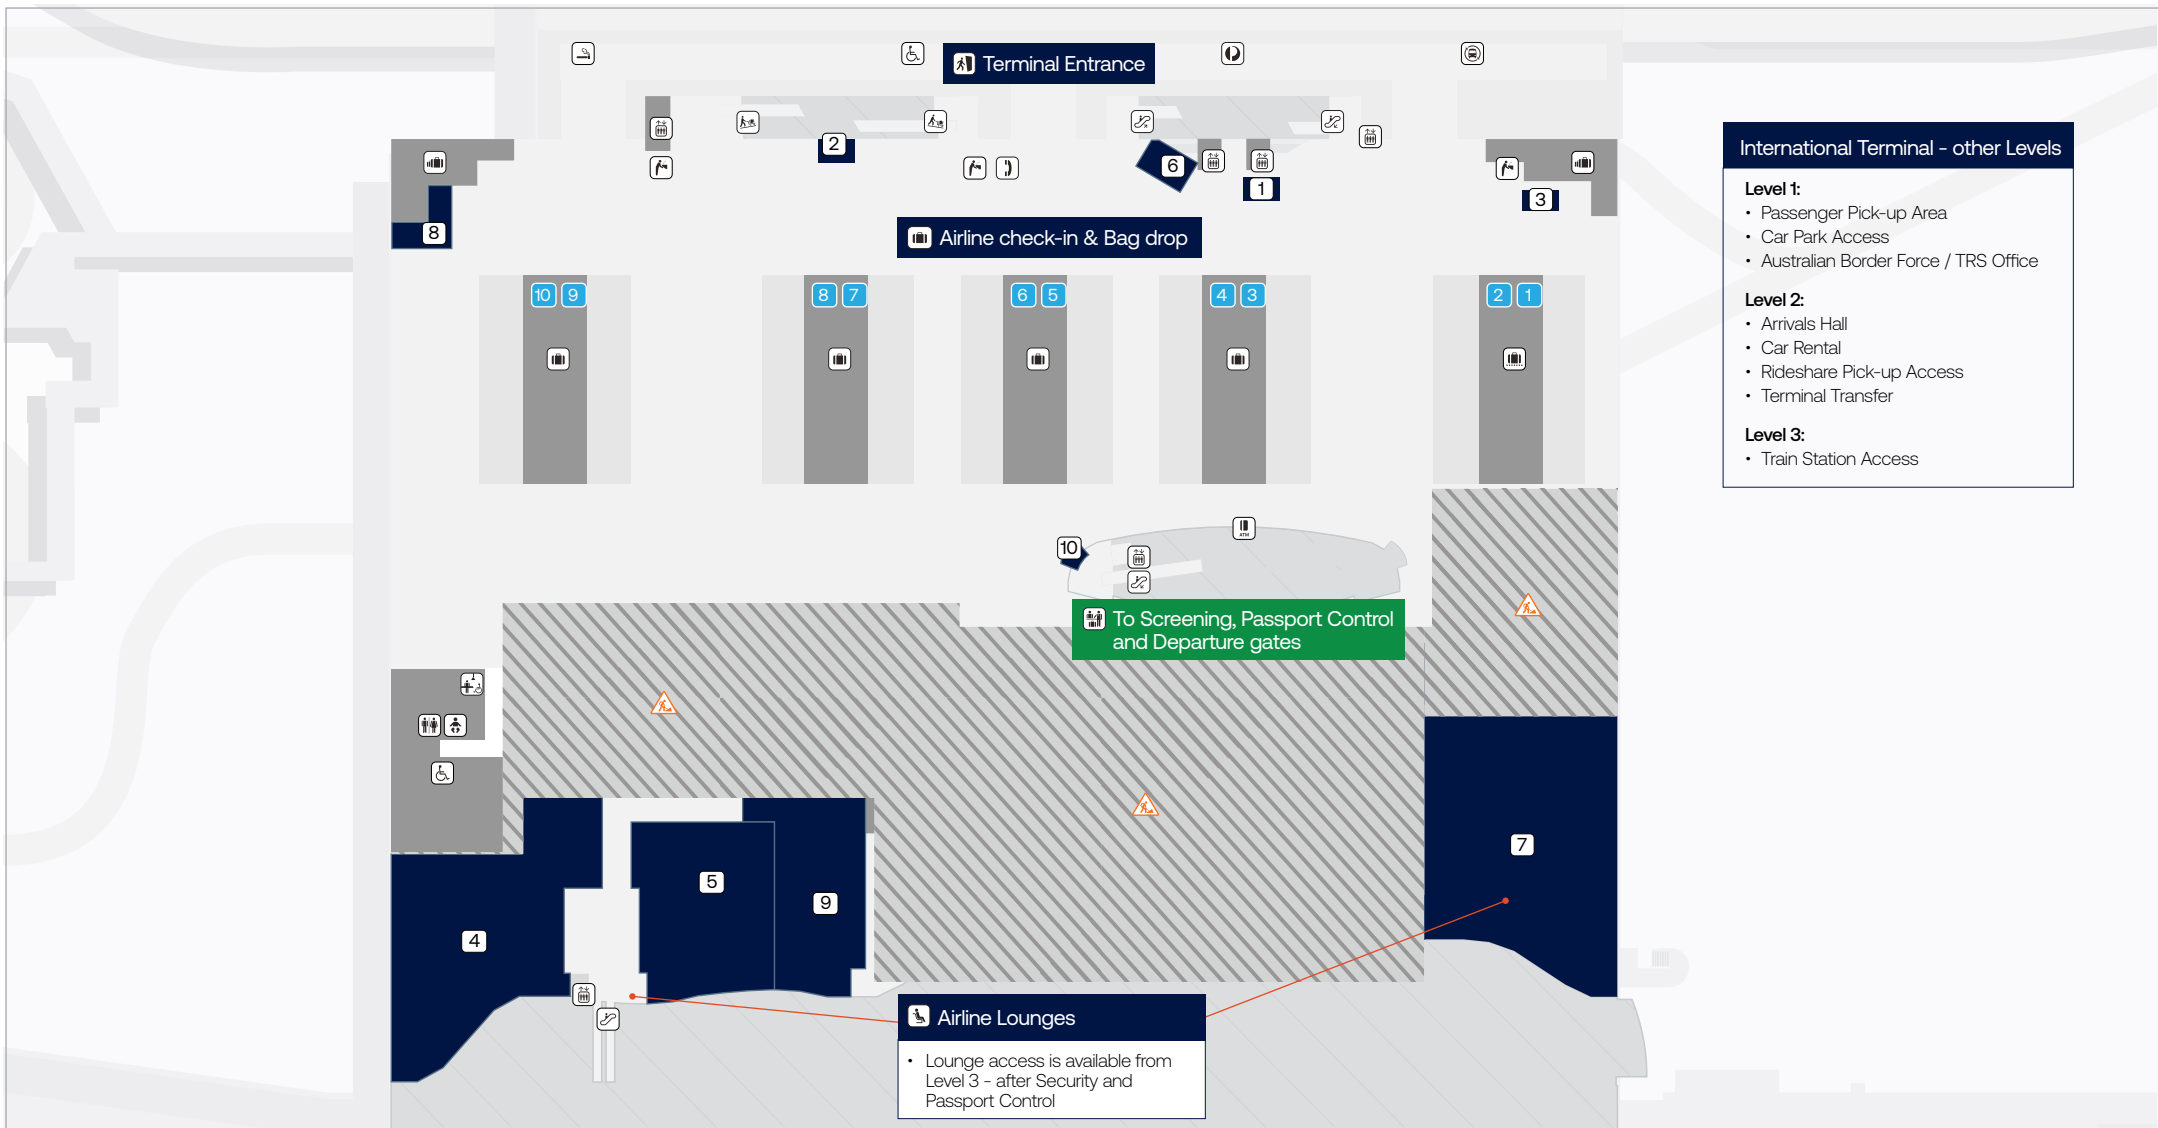 Terminal Entrance
2
6
1
3
8
Airline check-in & Bag drop
10 9
8 7
6 5
4 3
2 1
ATM
10
To Screening, Passport Control
and Departure gates
7
5
9
4
Airline Lounges
• Lounge access is available from
Level 3 - after Security and
Passport Control
International Terminal - other Levels
Level 1:
• Passenger Pick-up Area
• Car Park Access
• Australian Border Force / TRS Office
Level 2:
• Arrivals Hall
• Car Rental
• Rideshare Pick-up Access
• Terminal Transfer
Level 3:
• Train Station Access